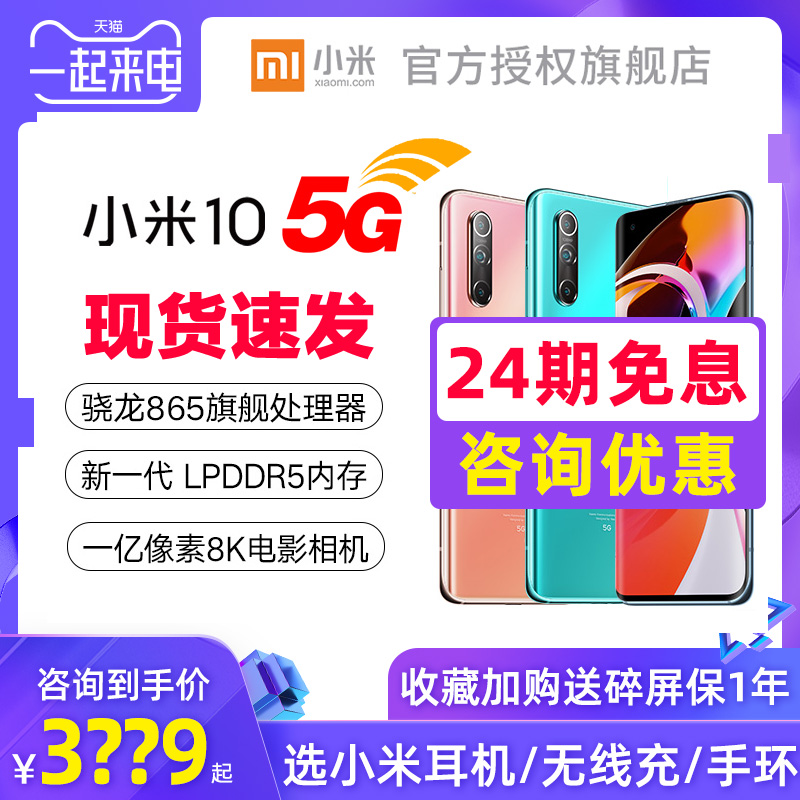 天猫
一起来电
mi 小米 官方授权旗舰店
xiaomi.com
小米10 5G
现货速发
24期免息
骁龙865旗舰处理器
咨询优惠
新一代 LPDDR5内存
一亿像素8K电影相机
5G
5G
收藏加购送碎屏保1年
咨询到手价
¥3??9起
选小米耳机/无线充/手环